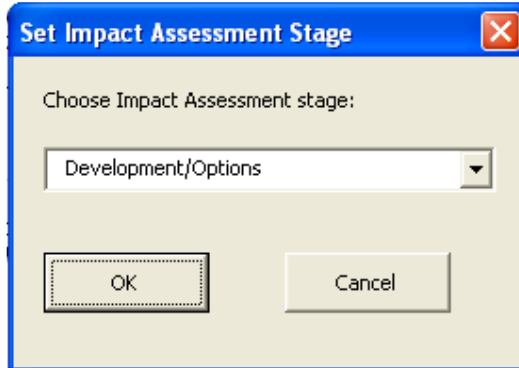 Set Impact Assessment Stage
Choose Impact Assessment stage:
Development/Options
OK
Cancel